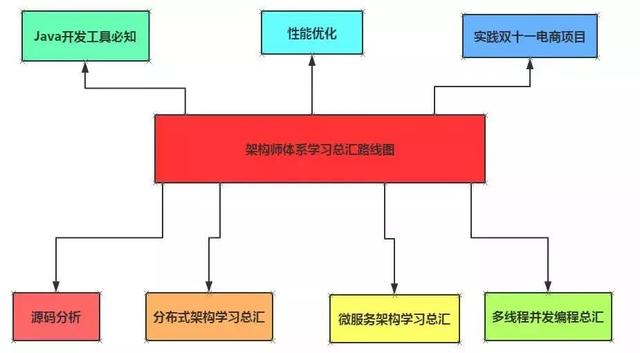 Java开发工具必知
性能优化
实践双十一电商项目
架构师体系学习总汇路线图
源码分析
分布式架构学习总汇
微服务架构学习总汇
多线程并发编程总汇